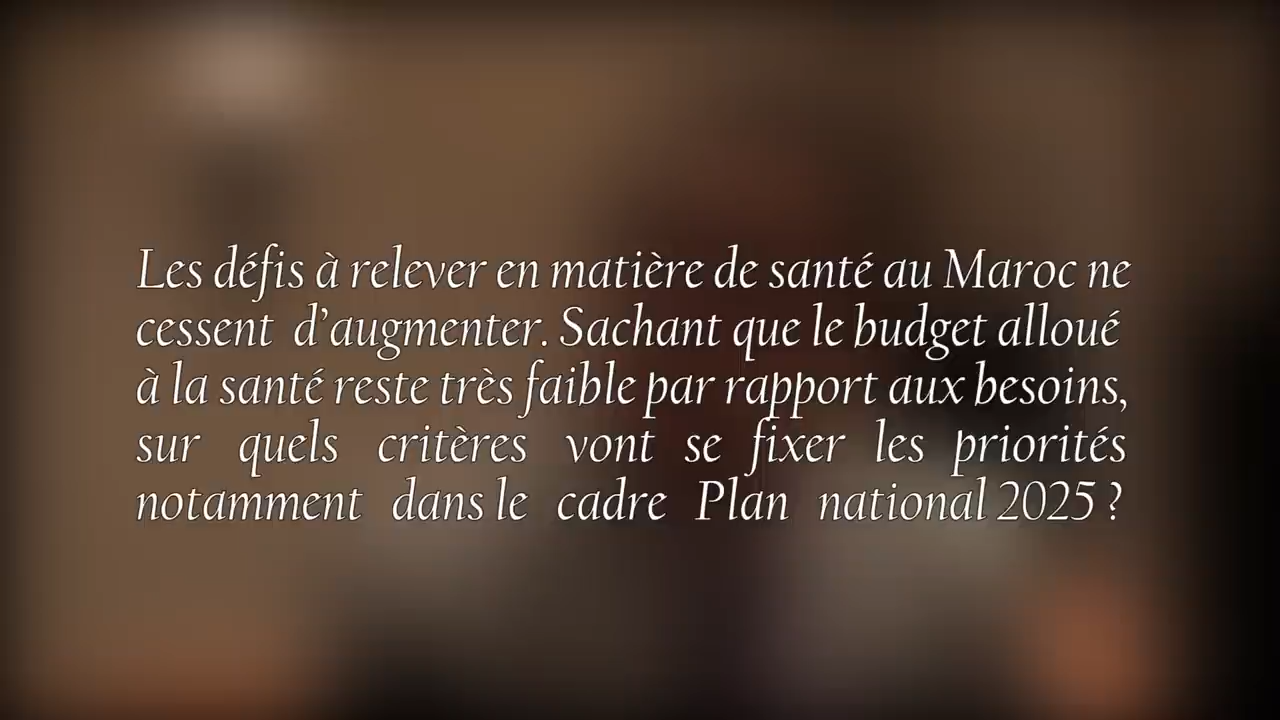 Les défis à relever en matière de santé au Maroc ne
cessent d'augmenter. Sachant que le budget alloué
à la santé reste très faible par rapport aux besoins,
sur quels critères vont se fixer les priorités
notamment dans le cadre Plan national 2025 ?